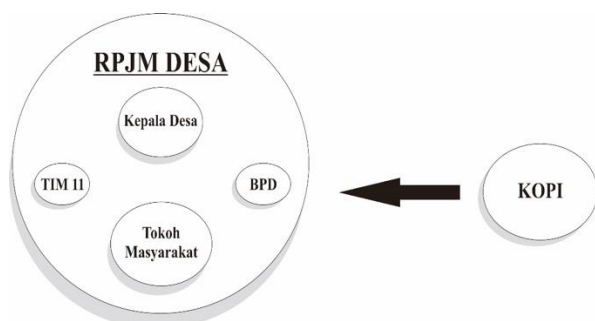 RPJM DESA
Kepala Desa
TIM 11
BPD
KOPI
Tokoh
Masyarakat